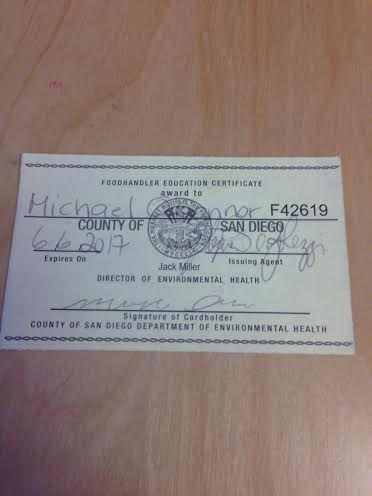 FOODHANDLER EDUCATION CERTIFICATE
award to
Michael F42619
COUNTY OF SAN DIEGO
6/6/2017
Expires On Issuing Agent
Jack Miller
DIRECTOR OF ENVIRONMENTAL HEALTH
Signature of Cardholder
COUNTY OF SAN DIEGO DEPARTMENT OF ENVIRONMENTAL HEALTH